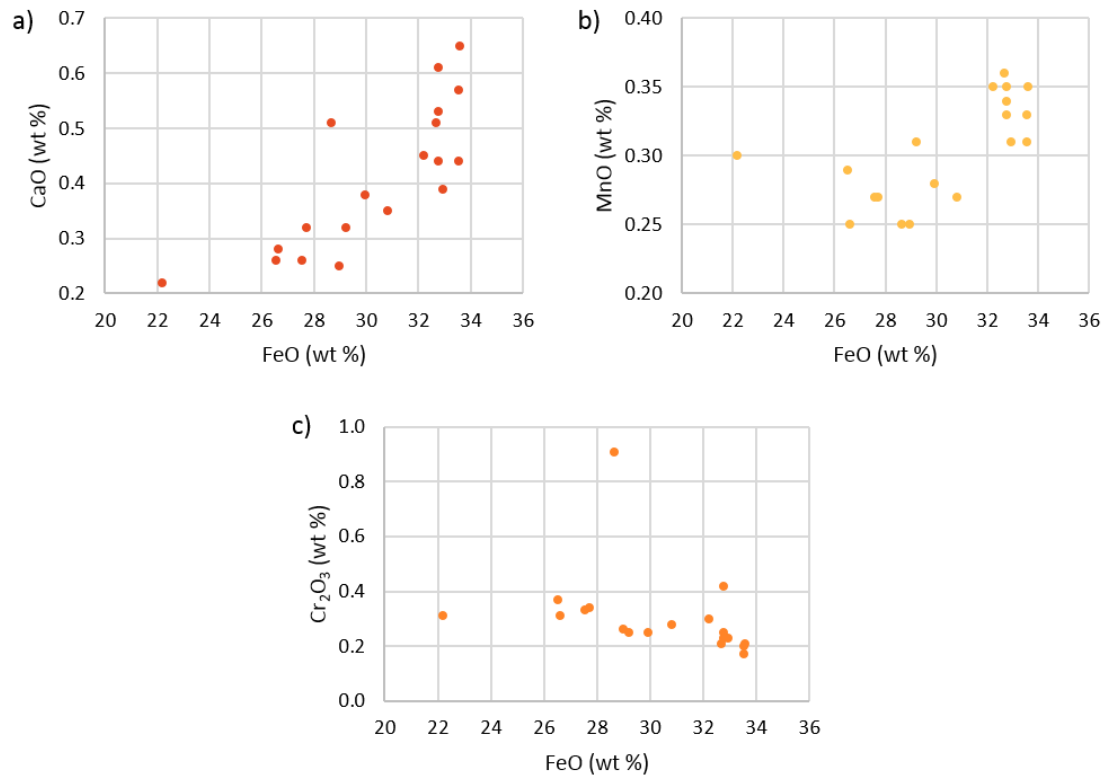 a)
0.7
0.6
0.5
0.4
0.3
0.2
CaO (wt %)
20 22 24 26 28 30 32 34 36
FeO (wt %)
b)
0.40
0.35
0.30
0.25
0.20
MnO (wt %)
20 22 24 26 28 30 32 34 36
FeO (wt %)
c)
1.0
0.8
0.6
0.4
0.2
0.0
Cr₂O₃ (wt %)
20 22 24 26 28 30 32 34 36
FeO (wt %)